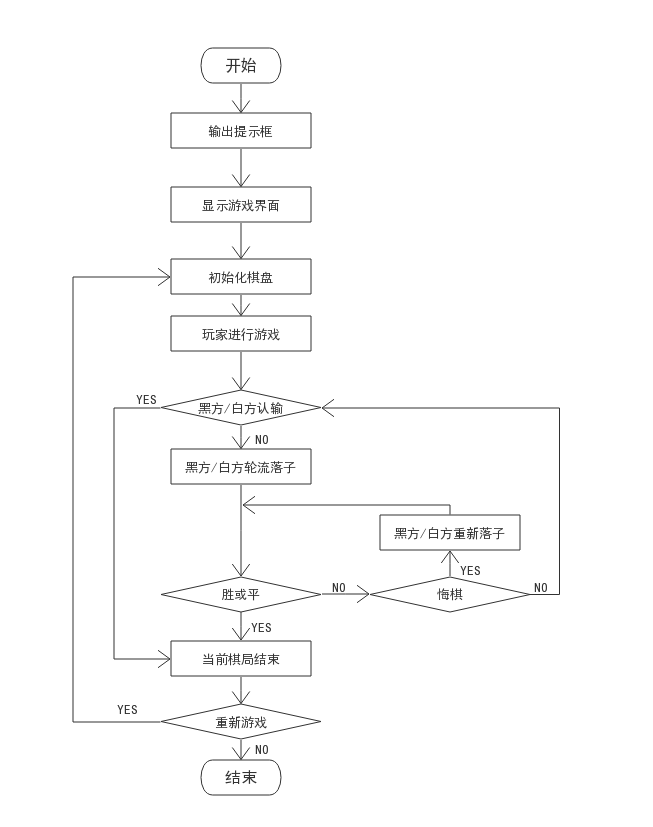 开始
输出提示框
显示游戏界面
初始化棋盘
玩家进行游戏
YES
黑方/白方认输
NO
黑方/白方轮流落子
黑方/白方重新落子
YES
胜或平
NO
悔棋
NO
YES
当前棋局结束
YES
重新游戏
NO
结束